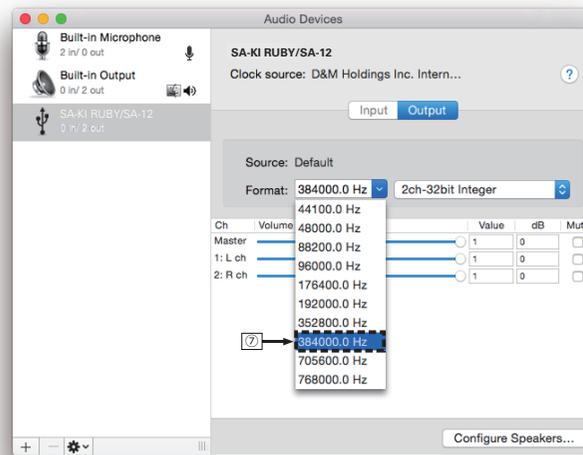 Audio Devices
Built-in Microphone
2 in/ 0 out
Built-in Output
0 in/ 2 out
SA-KI RUBY/SA-12
0 in/ 2 out
SA-KI RUBY/SA-12
Clock source: D&M Holdings Inc. Intern...
?
Input Output
Source: Default
Format: 384000.0 Hz 2ch-32bit Integer
44100.0 Hz
48000.0 Hz
88200.0 Hz
96000.0 Hz
176400.0 Hz
192000.0 Hz
352800.0 Hz
⑦ 384000.0 Hz
705600.0 Hz
768000.0 Hz
Ch Volume Value dB Mut
Master 1 0
1: L ch 1 0
2: R ch 1 0
Configure Speakers...